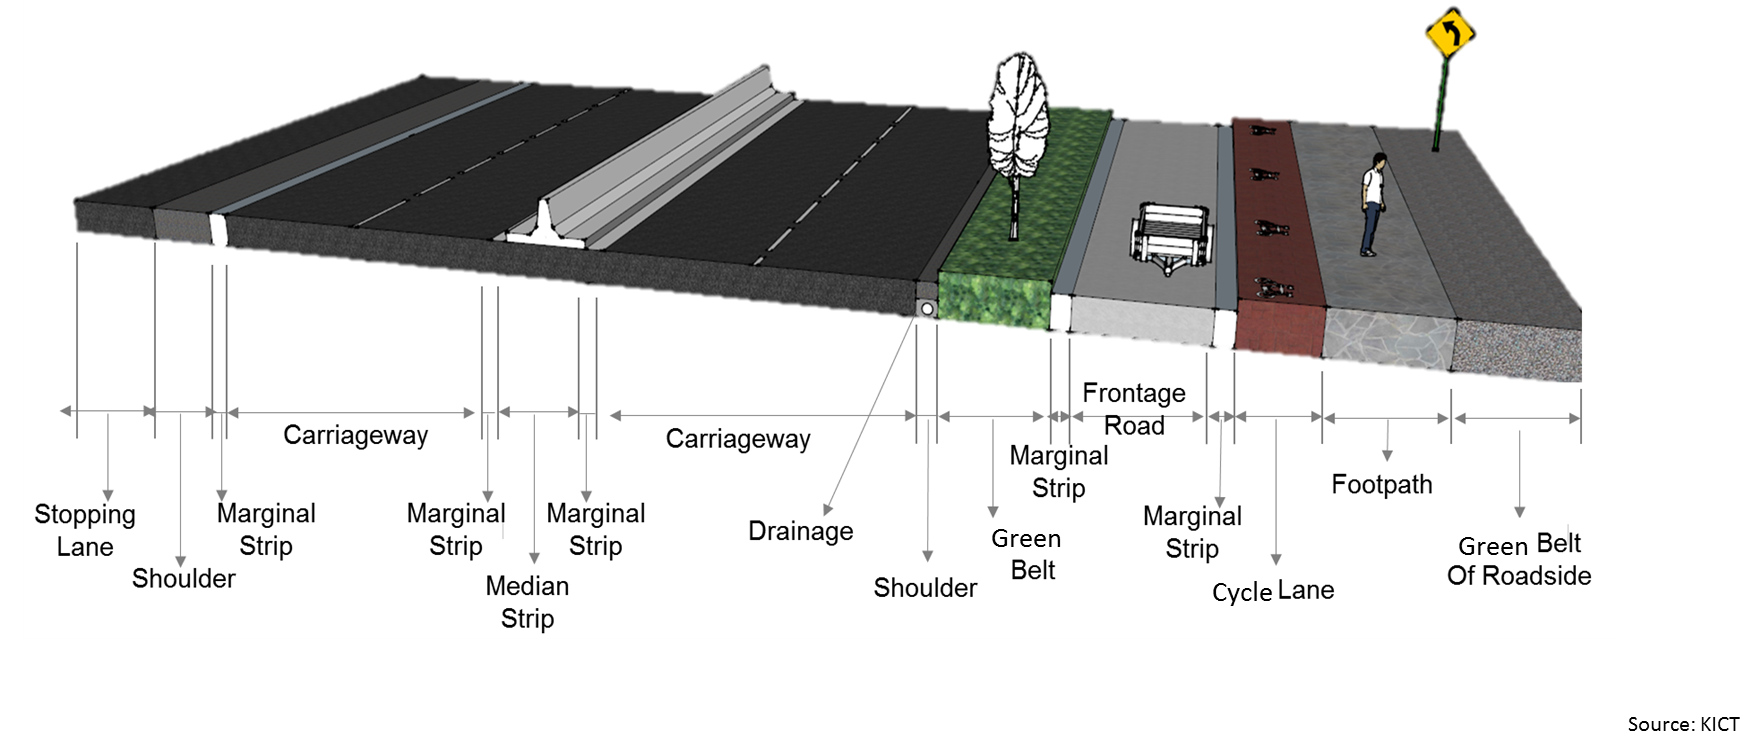 Frontage
Road
Carriageway
Carriageway
Marginal
Strip
Footpath
Stopping
Lane
Marginal
Strip
Marginal
Strip
Marginal
Strip
Drainage
Marginal
Strip
Green
Belt
Green Belt
Of Roadside
Shoulder
Median
Strip
Shoulder
Cycle Lane
Source: KICT